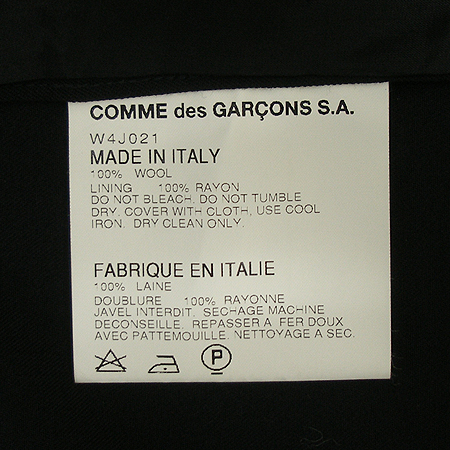 COMME des GARÇONS S.A.
W4J021
MADE IN ITALY
100% WOOL
LINING 100% RAYON
DO NOT BLEACH. DO NOT TUMBLE
DRY. COVER WITH CLOTH. USE COOL
IRON. DRY CLEAN ONLY.
FABRIQUE EN ITALIE
100% LAINE
DOUBLURE 100% RAYONNE
JAVEL INTERDIT. SECHAGE MACHINE
DECONSEILLE. REPASSER A FER DOUX
AVEC PATTEMOUILLE. NETTOYAGE A SEC.
P